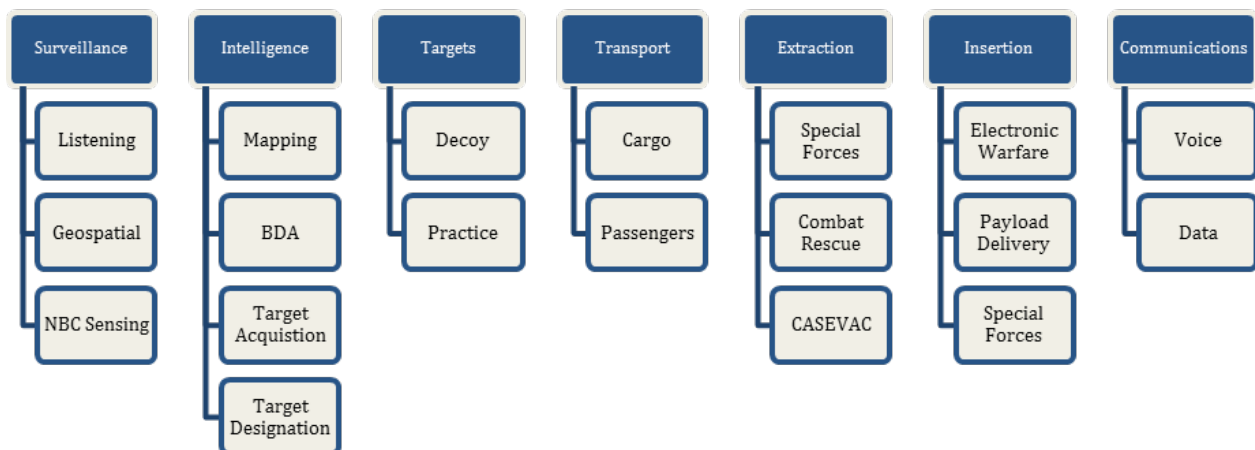 Surveillance
Listening
Geospatial
NBC Sensing
Intelligence
Mapping
BDA
Target
Acquistion
Target
Designation
Targets
Decoy
Practice
Transport
Cargo
Passengers
Extraction
Special
Forces
Combat
Rescue
CASEVAC
Insertion
Electronic
Warfare
Payload
Delivery
Special
Forces
Communications
Voice
Data